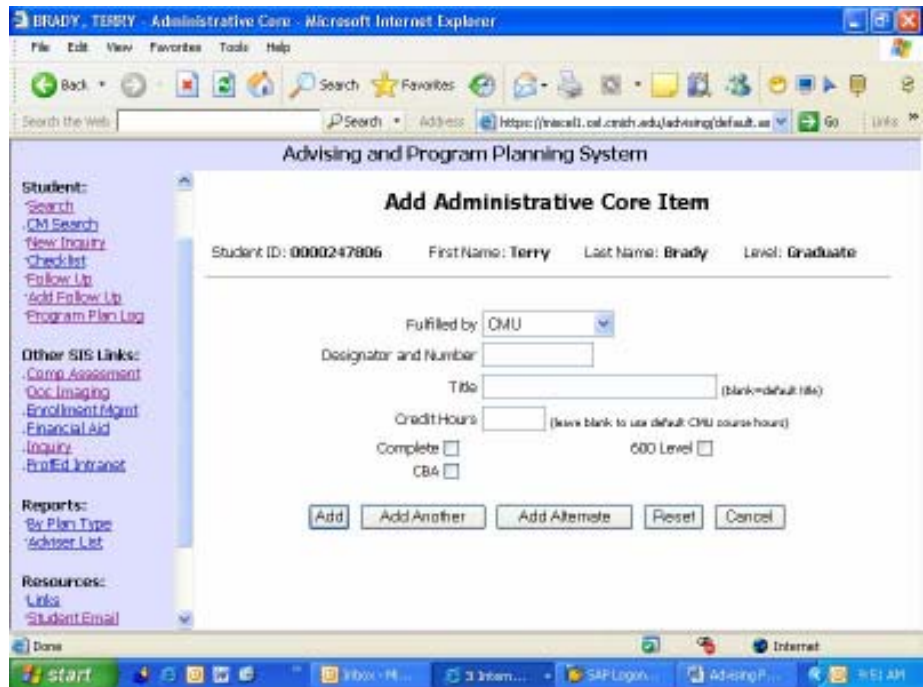 BRADY, TERRY - Administrative Core - Microsoft Internet Explorer
File Edit View Favorites Tools Help
Back Search Favorites
Search the Web Search Address Go Links
Advising and Program Planning System
Student:
Search
CM Search
New Inquiry
Checklist
Follow Up
Add Follow Up
Program Plan Log
Other SIS Links:
Comp Assesment
Doc Imaging
Enrollment Mgmt
Financial Aid
Inquiry
ProfEd Intranet
Reports:
By Plan Type
Adviser List
Resources:
Links
Student Email
Add Administrative Core Item
Student ID: 0000247806 First Name: Terry Last Name: Brady Level: Graduate
Fulfilled by CMU
Designator and Number
Title (blank=default title)
Credit Hours (leave blank to use default CMU course hours)
Complete 600 Level
CBA
Add Add Another Add Alternate Reset Cancel
Done Internet
start Inbox - M... 3 Intern... SAP Logon... Advising P... 9:51 AM